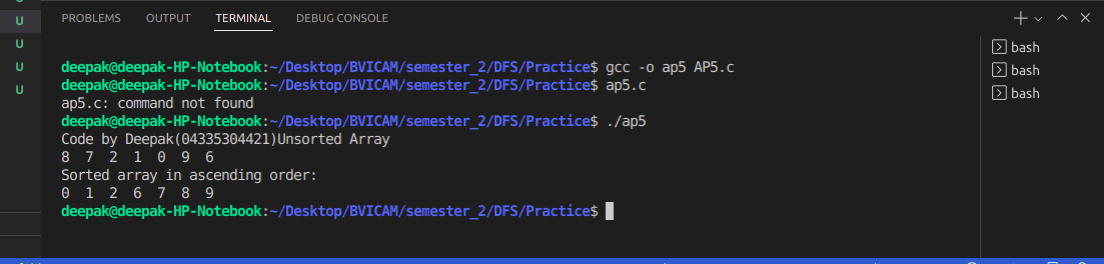 PROBLEMS OUTPUT TERMINAL DEBUG CONSOLE
U
U
U
U
bash
bash
bash
deepak@deepak-HP-Notebook:~/Desktop/BVICAM/semester_2/DFS/Practice$ gcc -o ap5 AP5.c
deepak@deepak-HP-Notebook:~/Desktop/BVICAM/semester_2/DFS/Practice$ ap5.c
ap5.c: command not found
deepak@deepak-HP-Notebook:~/Desktop/BVICAM/semester_2/DFS/Practice$ ./ap5
Code by Deepak(04335304421)Unsorted Array
8 7 2 1 0 9 6
Sorted array in ascending order:
0 1 2 6 7 8 9
deepak@deepak-HP-Notebook:~/Desktop/BVICAM/semester_2/DFS/Practice$